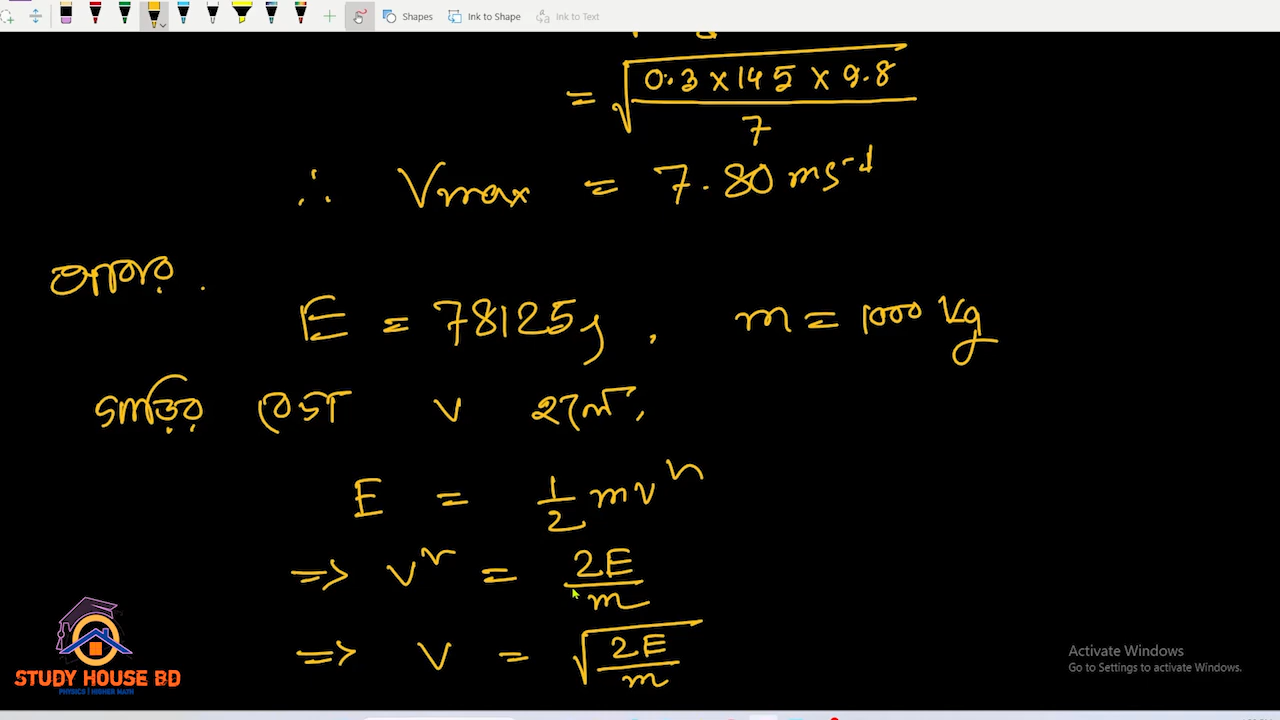 Shapes Ink to Shape Ink to Text
= √(0.3 × 145 × 9.8 / 7)
∴ Vmax = 7.80 ms⁻¹
আবার,
E = 78125 J, m = 1000 kg
গাড়ির বেগ v হলে,
E = 1/2 mv²
=> v² = 2E/m
=> v = √(2E/m)
STUDY HOUSE BD
PHYSICS | HIGHER MATH
Activate Windows
Go to Settings to activate Windows.